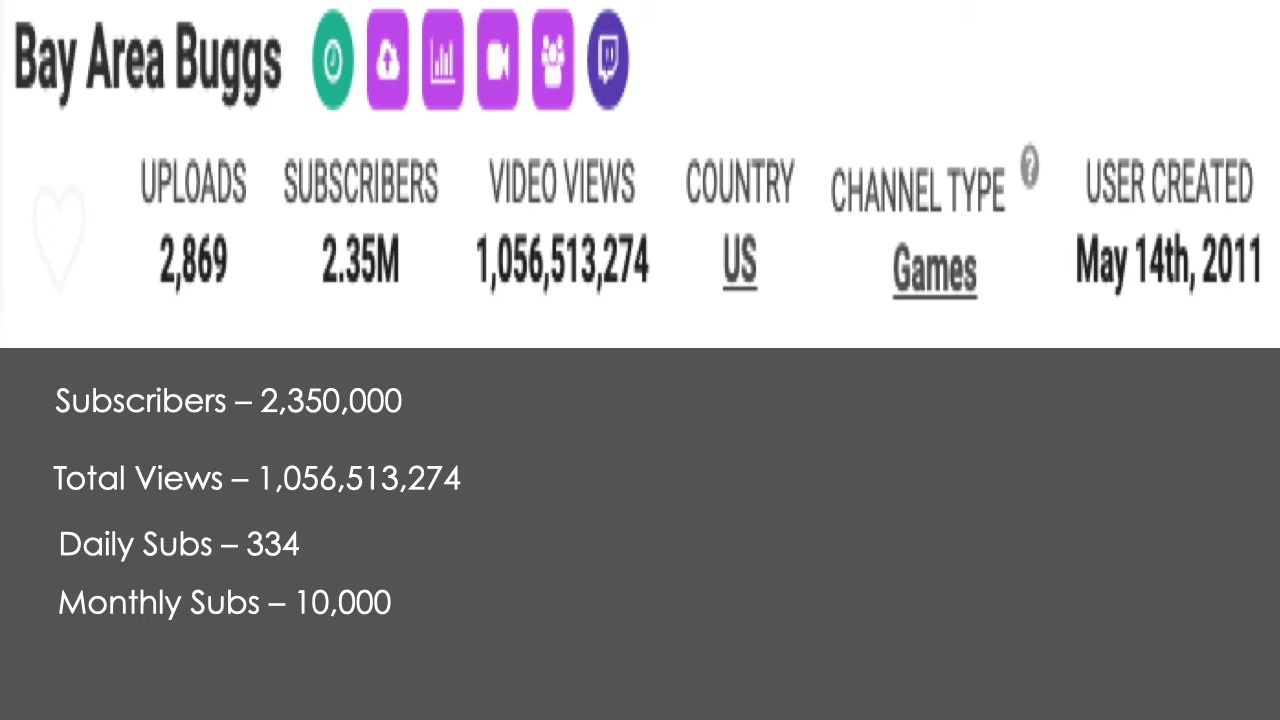 Bay Area Buggs
UPLOADS SUBSCRIBERS VIDEO VIEWS COUNTRY CHANNEL TYPE ? USER CREATED
2,869 2.35M 1,056,513,274 US Games May 14th, 2011
Subscribers – 2,350,000
Total Views – 1,056,513,274
Daily Subs – 334
Monthly Subs – 10,000